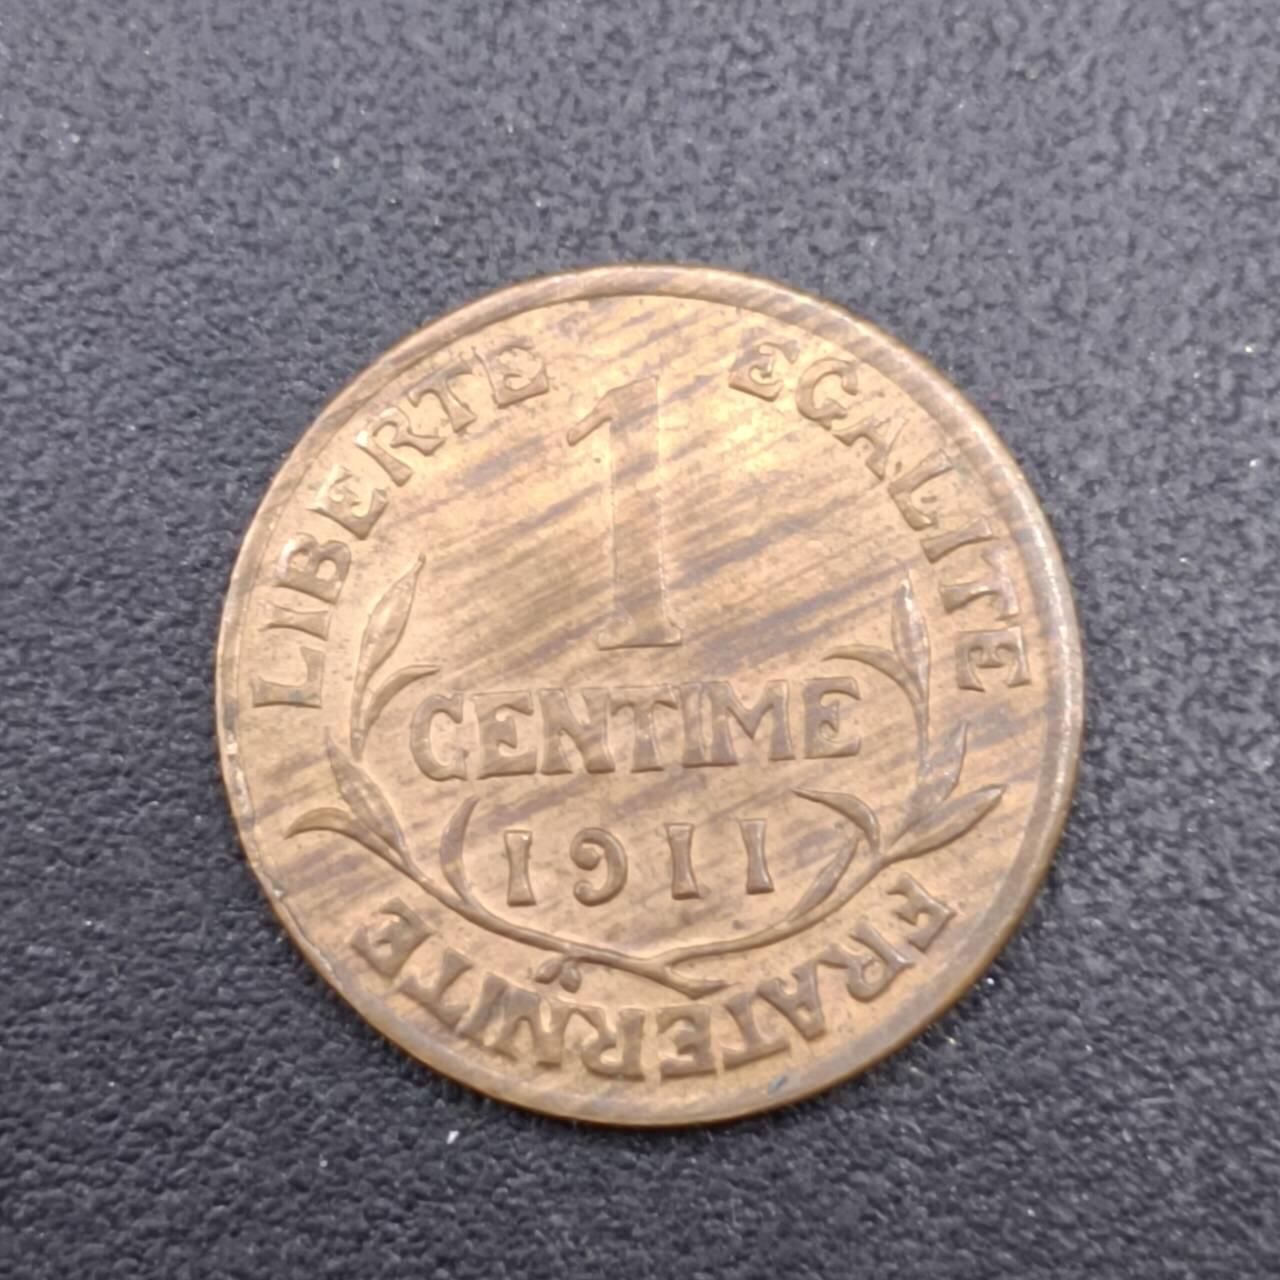 LIBERTE EGALITE FRATERNITE
1
CENTIME
1911